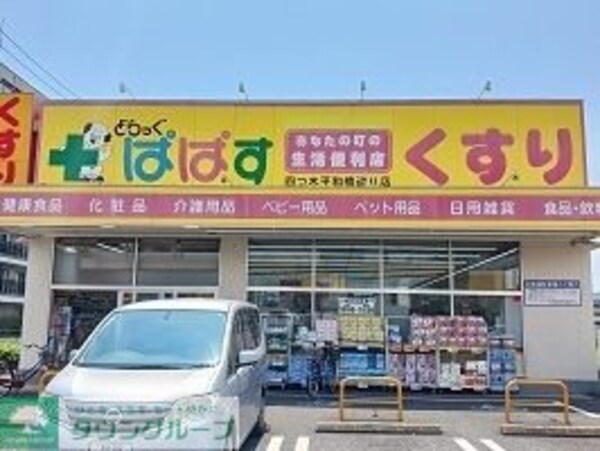 くすり
どらっぐ
ぱぱす
あなたの町の
生活便利店
くすり
四つ木平和橋通り店
健康食品 化粧品 介護用品 ベビー用品 ペット用品 日用雑貨 食品・飲
タウングループ